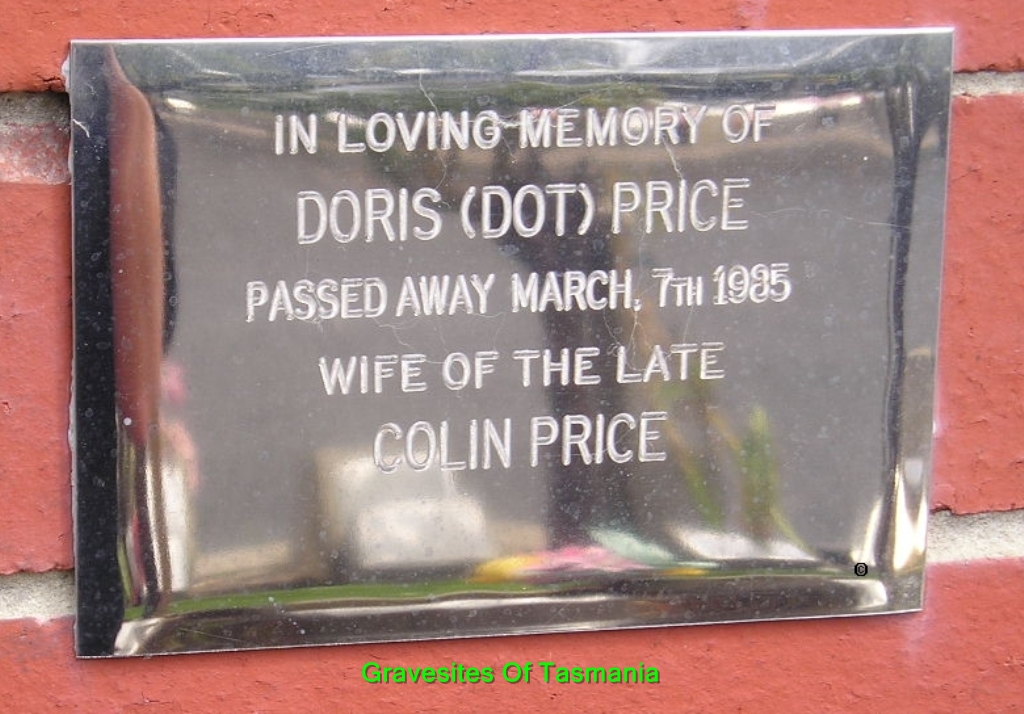 IN LOVING MEMORY OF
DORIS (DOT) PRICE
PASSED AWAY MARCH, 7TH 1985
WIFE OF THE LATE
COLIN PRICE
©
Gravesites Of Tasmania